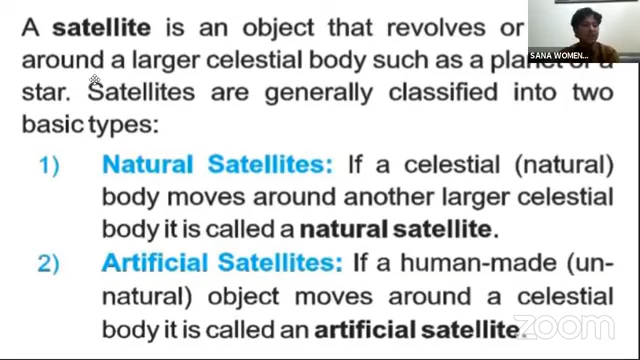 A satellite is an object that revolves or
SANA WOMEN...
around a larger celestial body such as a planet or a
star. Satellites are generally classified into two
basic types:
1) Natural Satellites: If a celestial (natural)
body moves around another larger celestial
body it is called a natural satellite.
2) Artificial Satellites: If a human-made (un-
natural) object moves around a celestial
body it is called an artificial satellite.
zoom